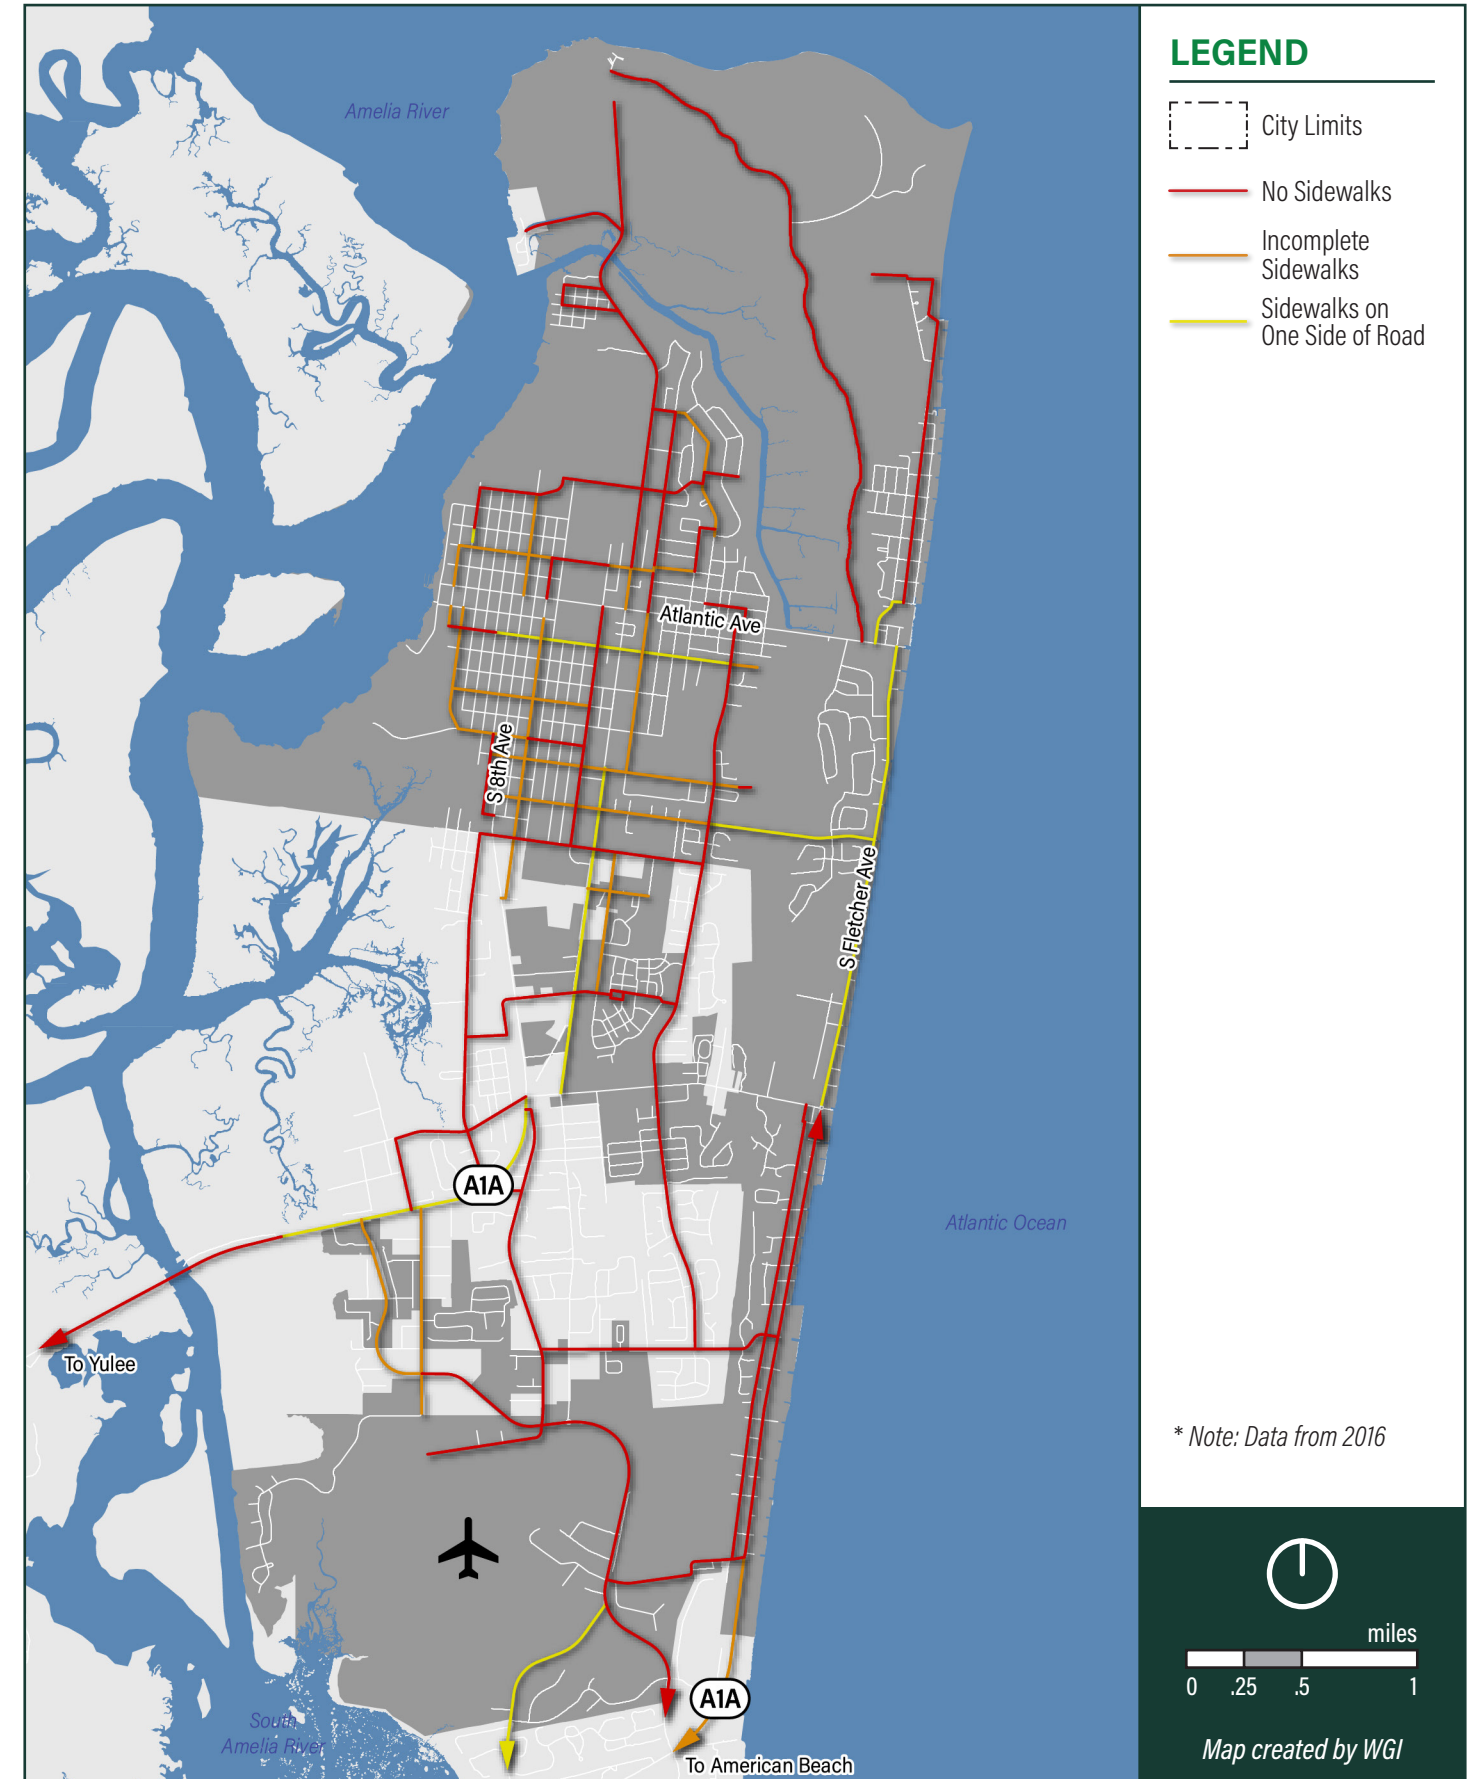 Amelia River
Atlantic Ave
S 8th Ave
S Fletcher Ave
A1A
Atlantic Ocean
To Yulee
A1A
South
Amelia River
To American Beach
LEGEND
City Limits
No Sidewalks
Incomplete
Sidewalks
Sidewalks on
One Side of Road
* Note: Data from 2016
miles
0 .25 .5 1
Map created by WGI